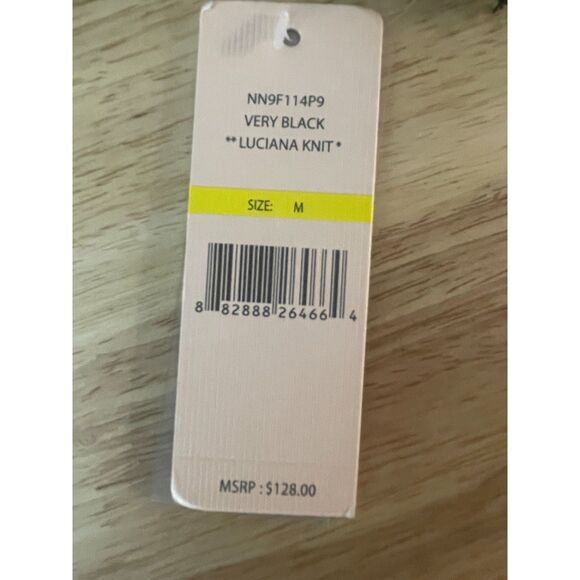 NN9F114P9
VERY BLACK
** LUCIANA KNIT *
SIZE: M
8 82888 26466 4
MSRP : $128.00